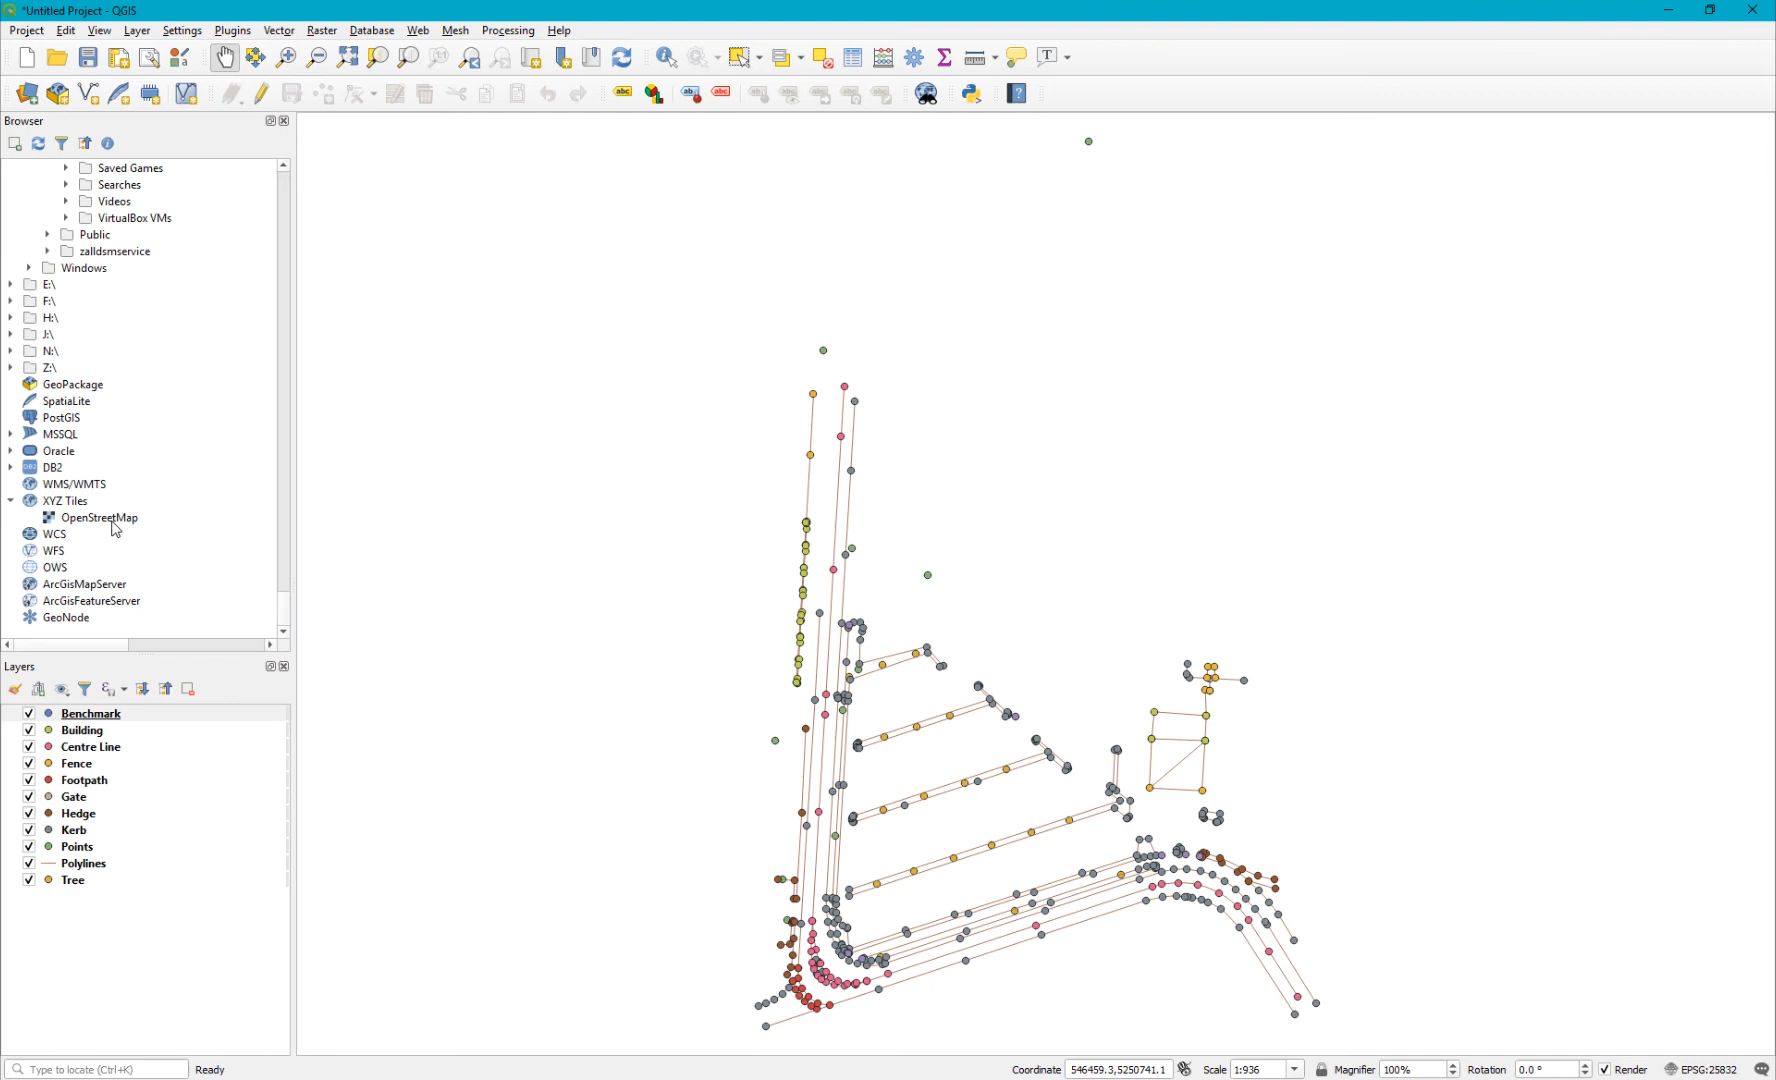 *Untitled Project - QGIS
Project Edit View Layer Settings Plugins Vector Raster Database Web Mesh Processing Help
Browser
Saved Games
Searches
Videos
VirtualBox VMs
Public
zalldsmservice
Windows
E:\
F:\
H:\
J:\
N:\
Z:\
GeoPackage
SpatiaLite
PostGIS
MSSQL
Oracle
DB2
WMS/WMTS
XYZ Tiles
OpenStreetMap
WCS
WFS
OWS
ArcGisMapServer
ArcGisFeatureServer
GeoNode
Layers
Benchmark
Building
Centre Line
Fence
Footpath
Gate
Hedge
Kerb
Points
Polylines
Tree
Type to locate (Ctrl+K) Ready Coordinate 546459.3,5250741.1 Scale 1:936 Magnifier 100% Rotation 0.0 ° Render EPSG:25832